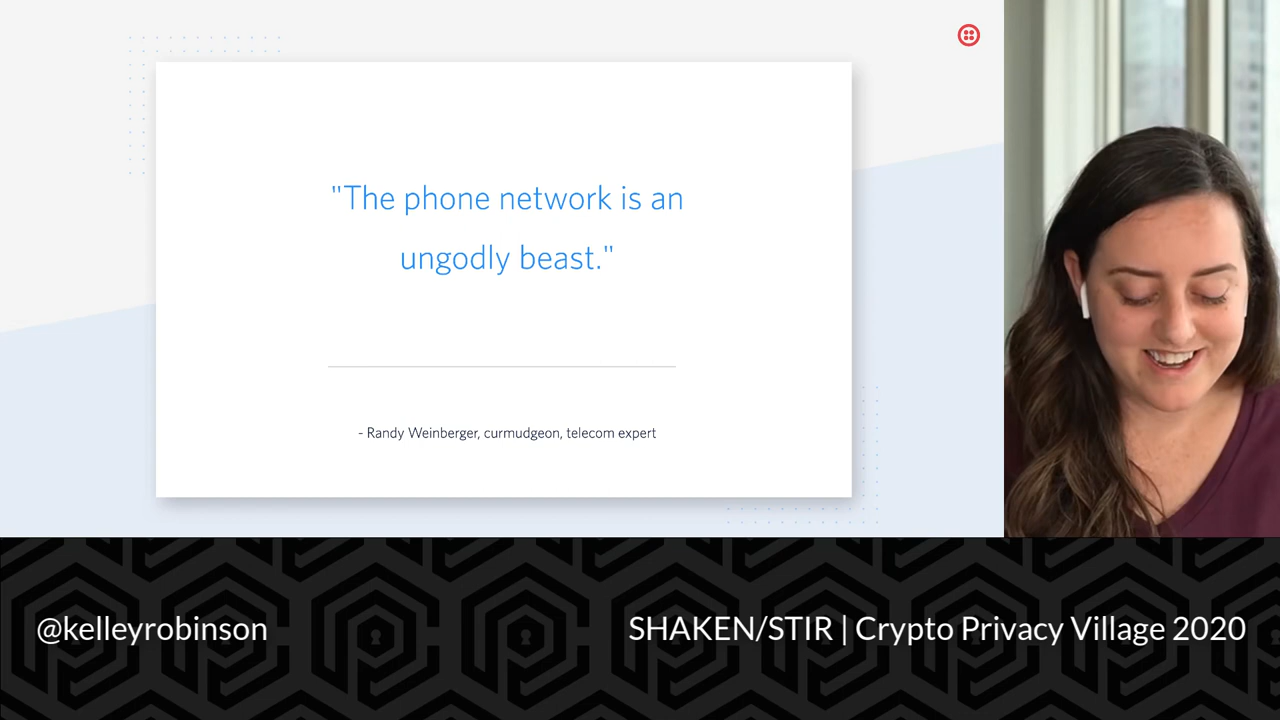 "The phone network is an
ungodly beast."
- Randy Weinberger, curmudgeon, telecom expert
@kelleyrobinson
SHAKEN/STIR | Crypto Privacy Village 2020